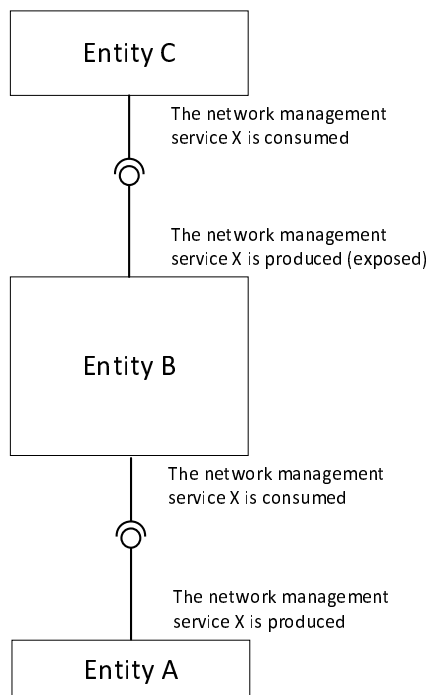 Entity C
The network management
service X is consumed
The network management
service X is produced (exposed)
Entity B
The network management
service X is consumed
The network management
service X is produced
Entity A